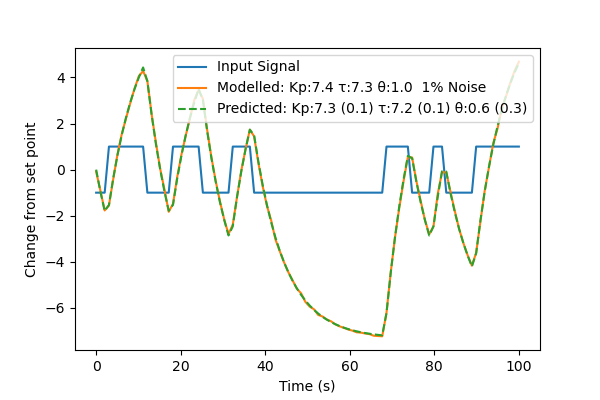 Input Signal
Modelled: Kp:7.4 τ:7.3 θ:1.0  1% Noise
Predicted: Kp:7.3 (0.1) τ:7.2 (0.1) θ:0.6 (0.3)
Change from set point
4
2
0
−2
−4
−6
0 20 40 60 80 100
Time (s)